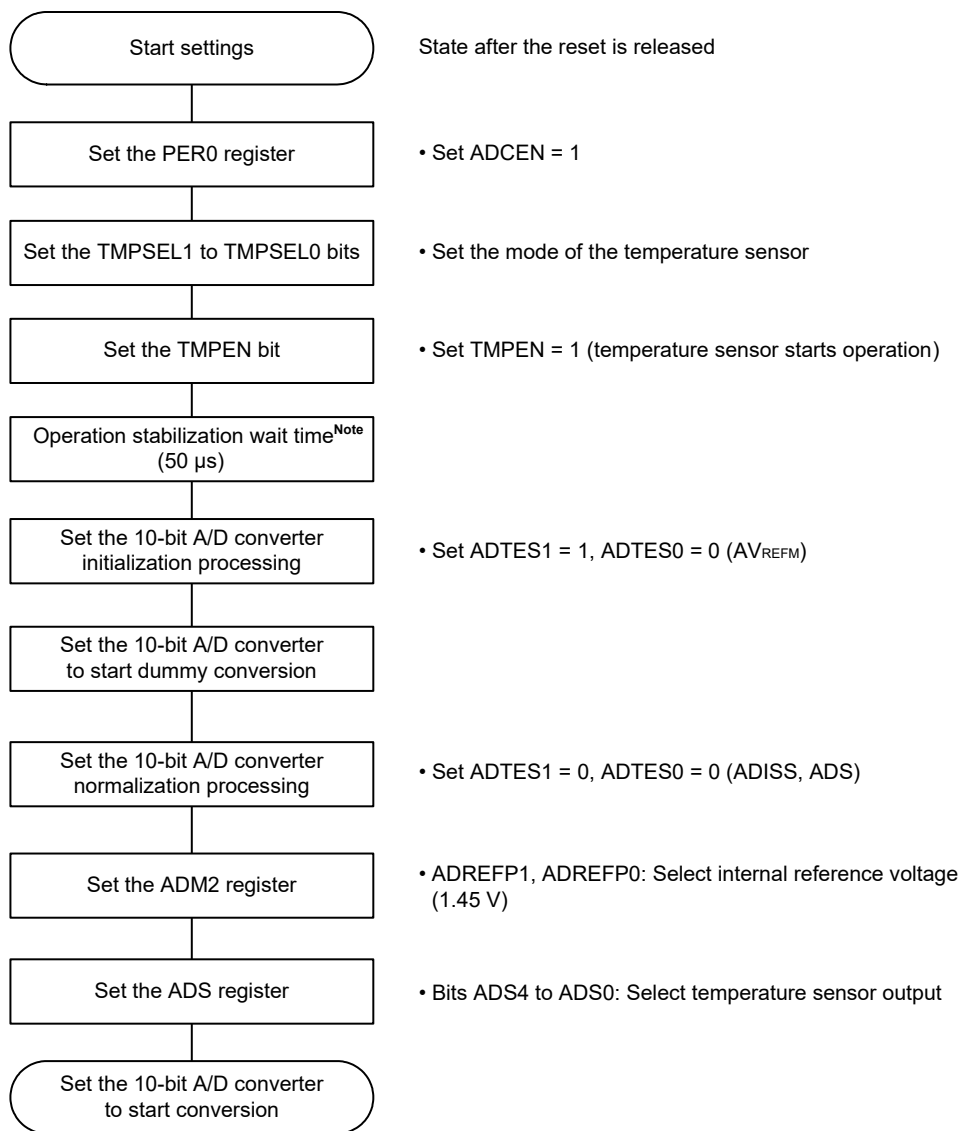 Start settings
State after the reset is released
Set the PER0 register
• Set ADCEN = 1
Set the TMPSEL1 to TMPSEL0 bits
• Set the mode of the temperature sensor
Set the TMPEN bit
• Set TMPEN = 1 (temperature sensor starts operation)
Operation stabilization wait timeNote
(50 µs)
Set the 10-bit A/D converter
initialization processing
• Set ADTES1 = 1, ADTES0 = 0 (AVREFM)
Set the 10-bit A/D converter
to start dummy conversion
Set the 10-bit A/D converter
normalization processing
• Set ADTES1 = 0, ADTES0 = 0 (ADISS, ADS)
Set the ADM2 register
• ADREFP1, ADREFP0: Select internal reference voltage
(1.45 V)
Set the ADS register
• Bits ADS4 to ADS0: Select temperature sensor output
Set the 10-bit A/D converter
to start conversion